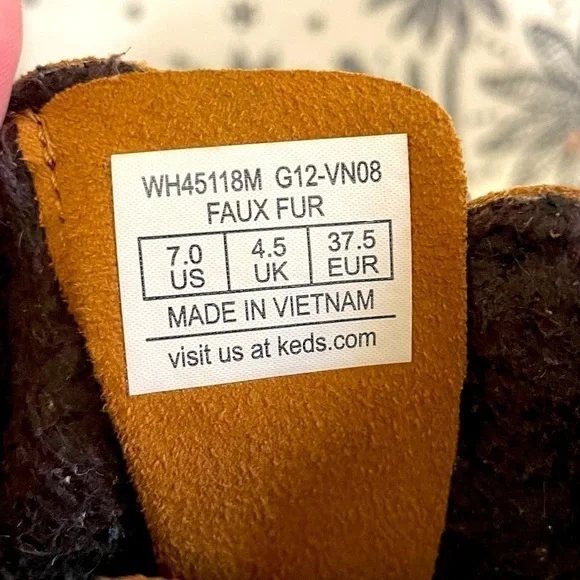 WH45118M G12-VN08
FAUX FUR
7.0 4.5 37.5
US UK EUR
MADE IN VIETNAM
visit us at keds.com